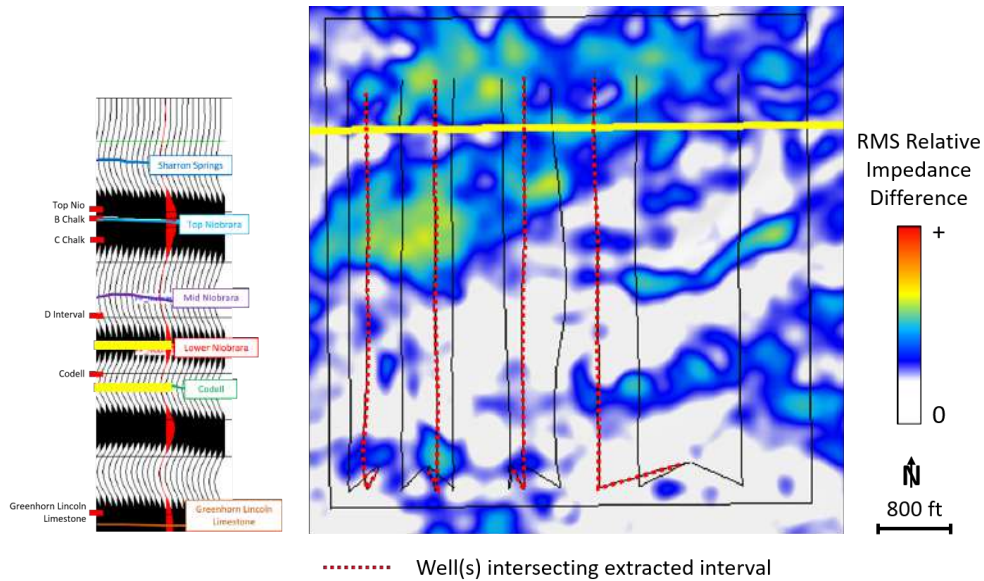 Sharron Springs
Top Nio
B Chalk
Top Niobrara
C Chalk
Mid Niobrara
D Interval
Lower Niobrara
Codell
Codell
Greenhorn Lincoln
Limestone
Greenhorn Lincoln
Limestone
RMS Relative
Impedance
Difference
+
0
N
800 ft
Well(s) intersecting extracted interval